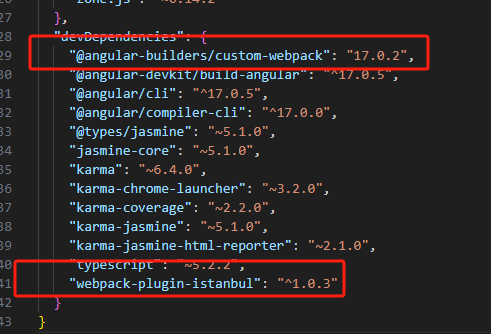 "zone.js": "~0.14.2"
28 },
28 "devDependencies": {
29 "@angular-builders/custom-webpack": "17.0.2",
30 "@angular-devkit/build-angular": "^17.0.5",
31 "@angular/cli": "^17.0.5",
32 "@angular/compiler-cli": "^17.0.0",
33 "@types/jasmine": "~5.1.0",
34 "jasmine-core": "~5.1.0",
35 "karma": "~6.4.0",
36 "karma-chrome-launcher": "~3.2.0",
37 "karma-coverage": "~2.2.0",
38 "karma-jasmine": "~5.1.0",
39 "karma-jasmine-html-reporter": "~2.1.0",
40 "typescript": "~5.2.2",
41 "webpack-plugin-istanbul": "^1.0.3"
42 }
43 }